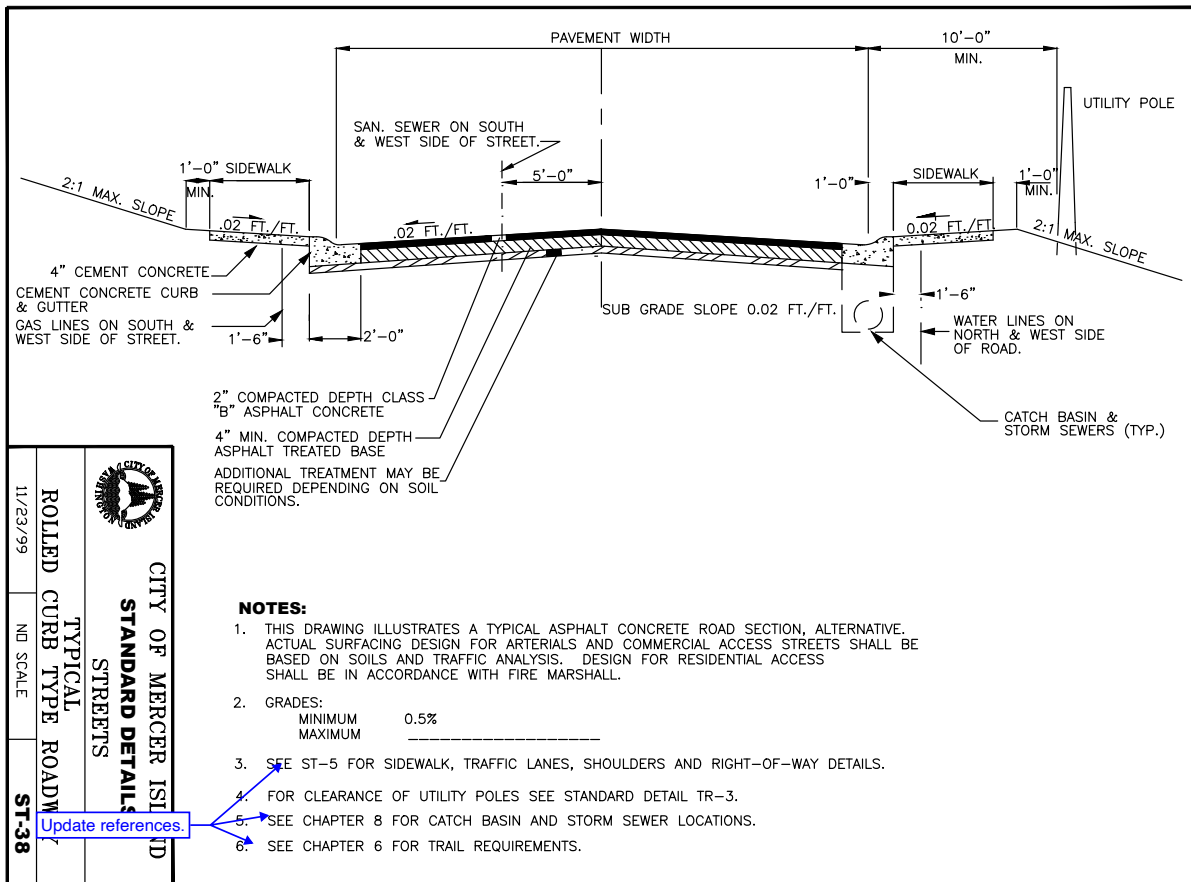 PAVEMENT WIDTH
10'-0"
MIN.
UTILITY POLE
SAN. SEWER ON SOUTH
& WEST SIDE OF STREET.
1'-0" SIDEWALK
MIN.
5'-0"
1'-0"
SIDEWALK
1'-0"
MIN.
2:1 MAX. SLOPE
.02 FT./FT.
.02 FT./FT.
0.02 FT./FT.
2:1 MAX. SLOPE
4" CEMENT CONCRETE
CEMENT CONCRETE CURB
& GUTTER
GAS LINES ON SOUTH &
WEST SIDE OF STREET.
1'-6"
2'-0"
SUB GRADE SLOPE 0.02 FT./FT.
1'-6"
WATER LINES ON
NORTH & WEST SIDE
OF ROAD.
2" COMPACTED DEPTH CLASS
"B" ASPHALT CONCRETE
4" MIN. COMPACTED DEPTH
ASPHALT TREATED BASE
ADDITIONAL TREATMENT MAY BE
REQUIRED DEPENDING ON SOIL
CONDITIONS.
CATCH BASIN &
STORM SEWERS (TYP.)
NOTES:
1. THIS DRAWING ILLUSTRATES A TYPICAL ASPHALT CONCRETE ROAD SECTION, ALTERNATIVE.
ACTUAL SURFACING DESIGN FOR ARTERIALS AND COMMERCIAL ACCESS STREETS SHALL BE
BASED ON SOILS AND TRAFFIC ANALYSIS. DESIGN FOR RESIDENTIAL ACCESS
SHALL BE IN ACCORDANCE WITH FIRE MARSHALL.
2. GRADES:
MINIMUM 0.5%
MAXIMUM ___________________
3. SEE ST-5 FOR SIDEWALK, TRAFFIC LANES, SHOULDERS AND RIGHT-OF-WAY DETAILS.
4. FOR CLEARANCE OF UTILITY POLES SEE STANDARD DETAIL TR-3.
5. SEE CHAPTER 8 FOR CATCH BASIN AND STORM SEWER LOCATIONS.
6. SEE CHAPTER 6 FOR TRAIL REQUIREMENTS.
Update references.
CITY OF MERCER ISLAND
WASHINGTON
CITY OF MERCER
STANDARD DETAILS
STREETS
TYPICAL
ROLLED CURB TYPE
11/23/99
NO SCALE
ST-38